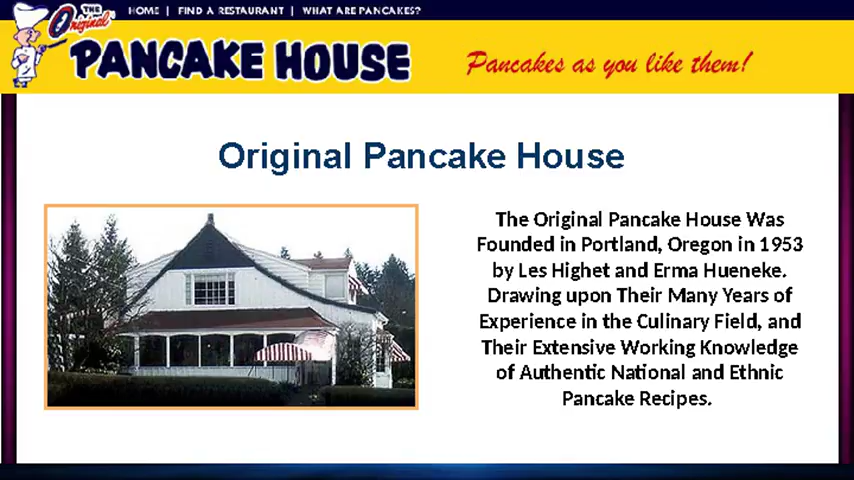 HOME | FIND A RESTAURANT | WHAT ARE PANCAKES?
THE
Original
PANCAKE HOUSE
Pancakes as you like them!
Original Pancake House
The Original Pancake House Was
Founded in Portland, Oregon in 1953
by Les Highet and Erma Hueneke.
Drawing upon Their Many Years of
Experience in the Culinary Field, and
Their Extensive Working Knowledge
of Authentic National and Ethnic
Pancake Recipes.